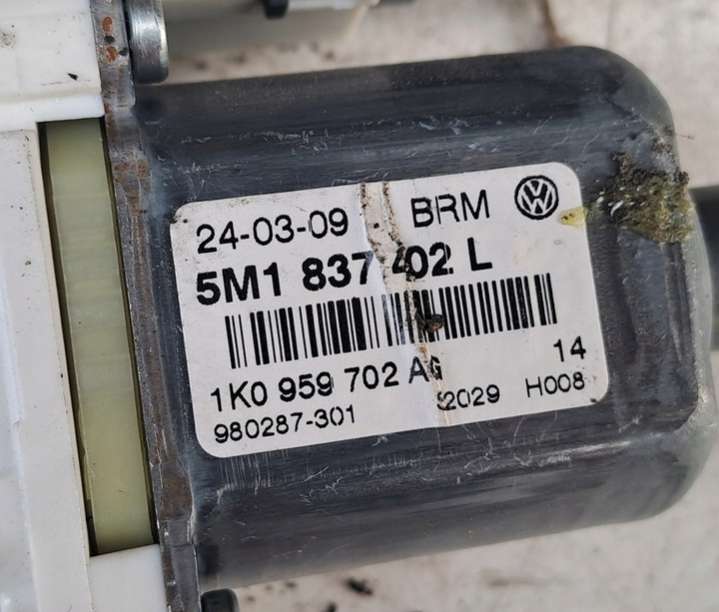 24-03-09 BRM
5M1 837 402 L
14
1K0 959 702 AG
980287-301 2029 H008